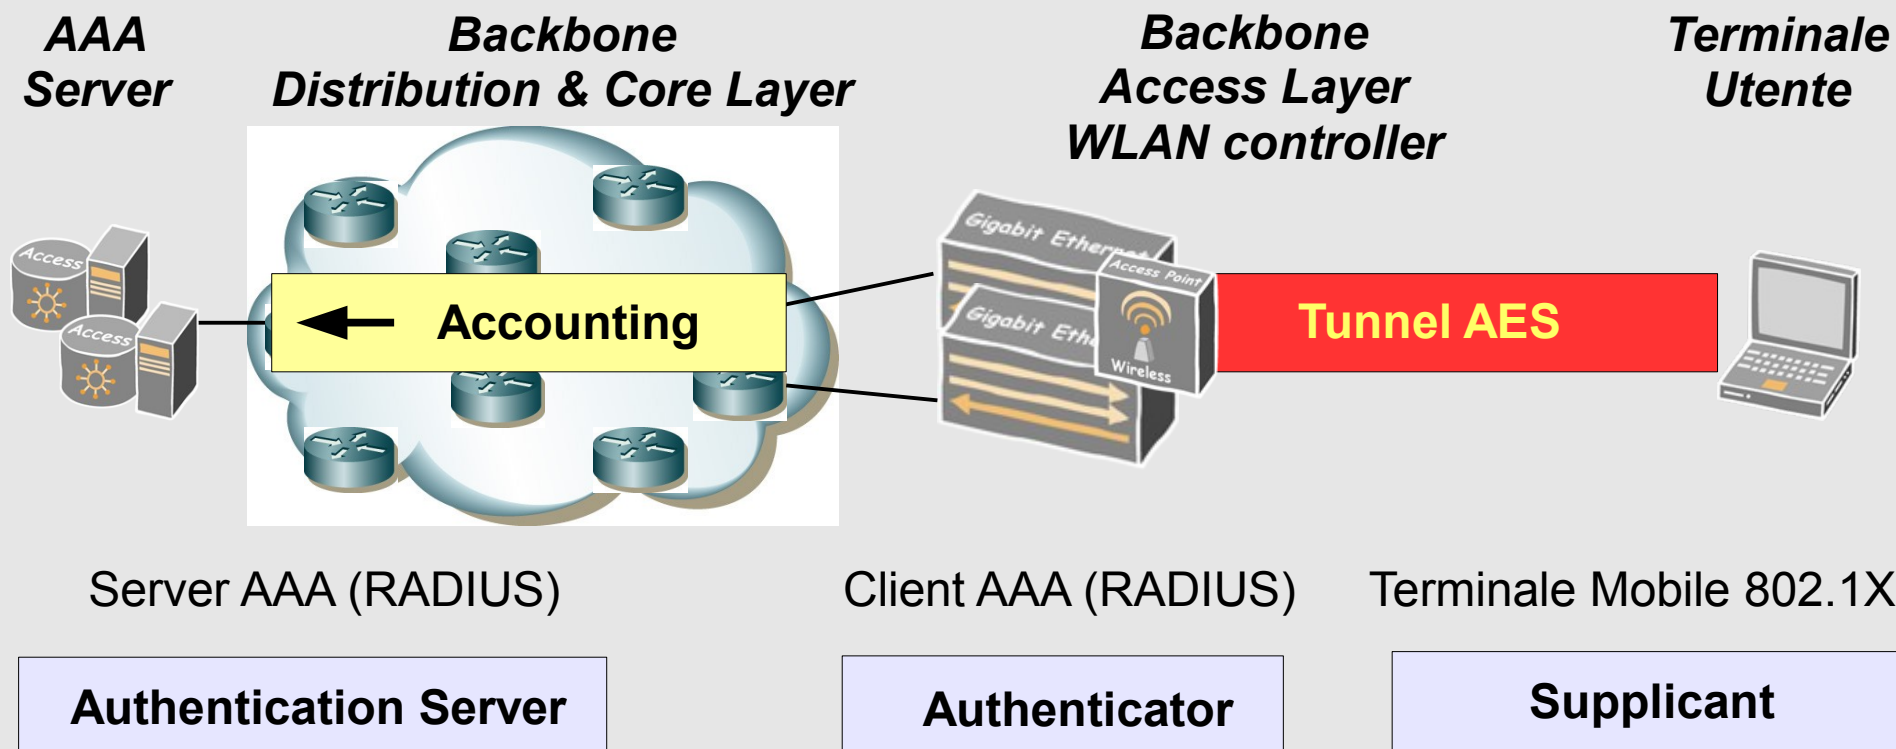 AAA
Server
Backbone
Distribution & Core Layer
Backbone
Access Layer
WLAN controller
Terminale
Utente
Access
Access
Accounting
Gigabit Ethernet
Gigabit Eth
Access Point
Wireless
Tunnel AES
Server AAA (RADIUS)
Client AAA (RADIUS)
Terminale Mobile 802.1X
Authentication Server
Authenticator
Supplicant